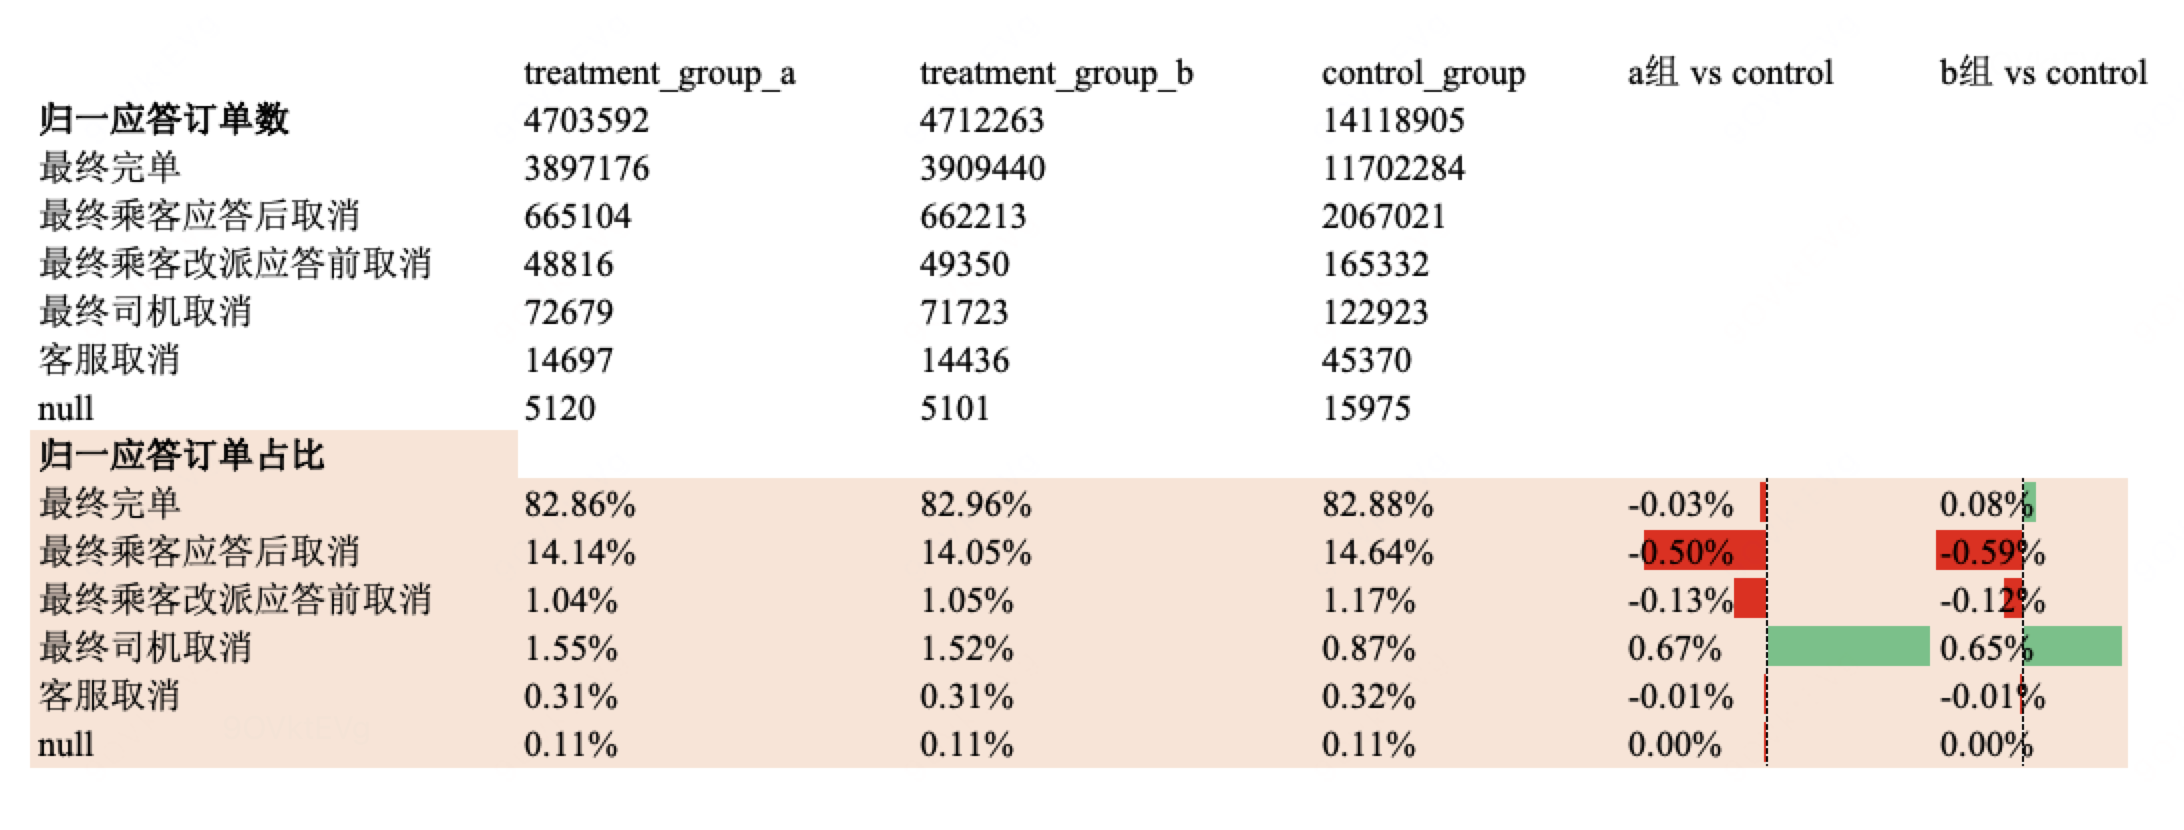 treatment_group_a treatment_group_b control_group a组 vs control b组 vs control
归一应答订单数 4703592 4712263 14118905
最终完单 3897176 3909440 11702284
最终乘客应答后取消 665104 662213 2067021
最终乘客改派应答前取消 48816 49350 165332
最终司机取消 72679 71723 122923
客服取消 14697 14436 45370
null 5120 5101 15975
归一应答订单占比
最终完单 82.86% 82.96% 82.88% -0.03% 0.08%
最终乘客应答后取消 14.14% 14.05% 14.64% -0.50% -0.59%
最终乘客改派应答前取消 1.04% 1.05% 1.17% -0.13% -0.12%
最终司机取消 1.55% 1.52% 0.87% 0.67% 0.65%
客服取消 0.31% 0.31% 0.32% -0.01% -0.01%
null 0.11% 0.11% 0.11% 0.00% 0.00%